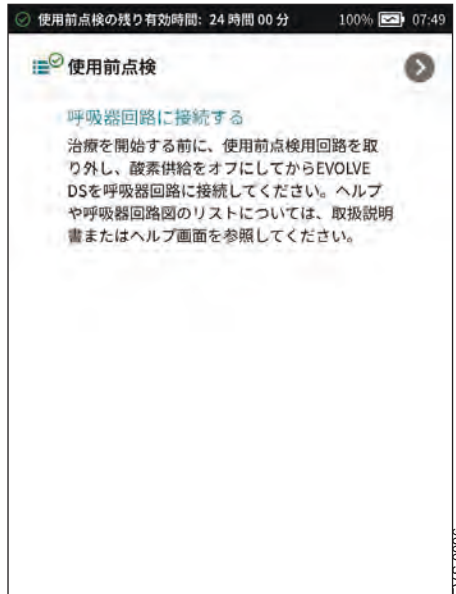 使用前点検の残り有効時間: 24 時間 00 分 100% 07:49
使用前点検
呼吸器回路に接続する
治療を開始する前に、使用前点検用回路を取
り外し、酸素供給をオフにしてからEVOLVE
DSを呼吸器回路に接続してください。ヘルプ
や呼吸器回路図のリストについては、取扱説明
書またはヘルプ画面を参照してください。